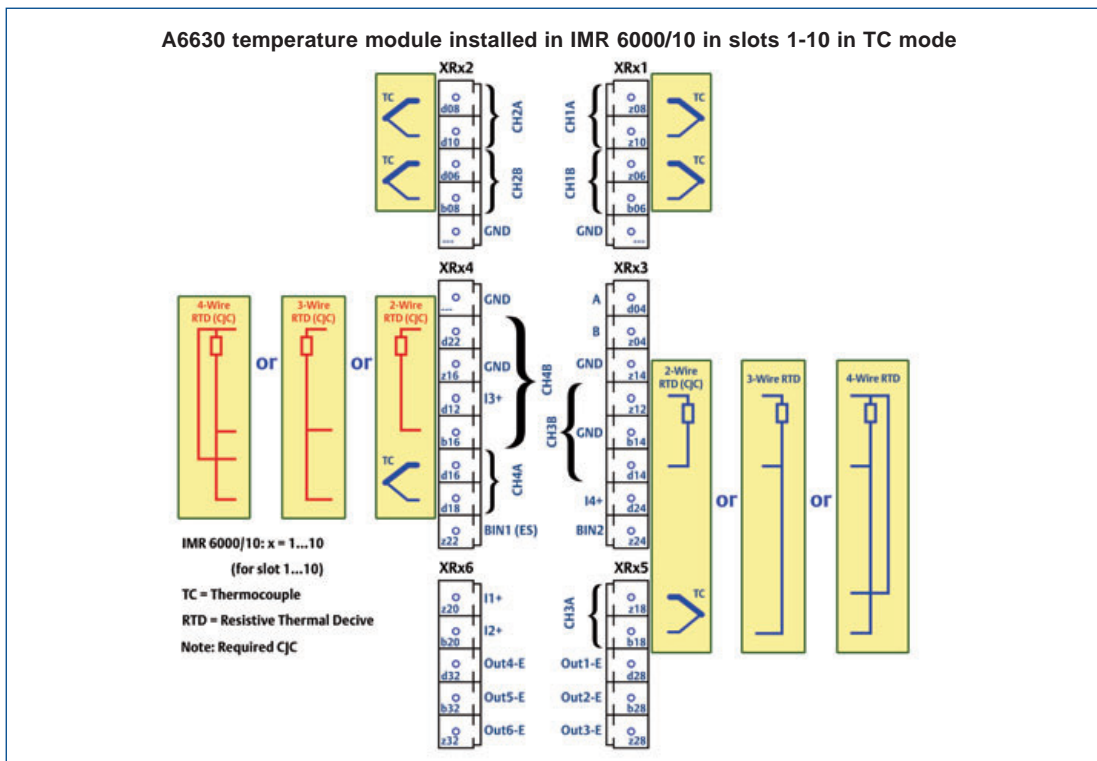 A6630 temperature module installed in IMR 6000/10 in slots 1-10 in TC mode
XRx2
TC
d08
d10
CH2A
TC
d06
b08
CH2B
---
GND
XRx1
CH1A
z08
z10
TC
CH1B
z06
b06
TC
GND
---
XRx4
---
GND
d22
z16
GND
d12
I3+
b16
CH4B
d16
d18
CH4A
z22
BIN1 (ES)
4-Wire
RTD (CJC)
or
3-Wire
RTD (CJC)
or
2-Wire
RTD (CJC)
TC
XRx3
A
d04
B
z04
GND
z14
z12
GND
b14
CH3B
d14
I4+
d24
BIN2
z24
2-Wire
RTD (CJC)
TC
or
3-Wire RTD
or
4-Wire RTD
IMR 6000/10: x = 1...10
(for slot 1...10)
TC = Thermocouple
RTD = Resistive Thermal Decive
Note: Required CJC
XRx6
z20
I1+
b20
I2+
d32
Out4-E
b32
Out5-E
z32
Out6-E
XRx5
CH3A
z18
b18
Out1-E
d28
Out2-E
b28
Out3-E
z28